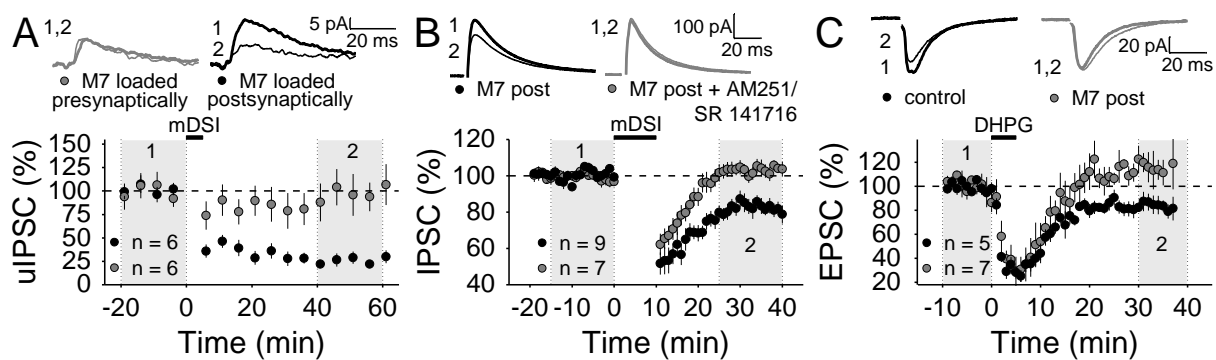 A
1,2
1
2
5 pA
20 ms
M7 loaded
presynaptically
M7 loaded
postsynaptically
mDSI
1
2
uIPSC (%)
150
125
100
75
50
25
0
n = 6
n = 6
-20
0
20
40
60
Time (min)
B
1
2
1,2
100 pA
20 ms
M7 post
M7 post + AM251/
SR 141716
mDSI
1
2
IPSC (%)
120
100
80
60
40
n = 9
n = 7
-20
0
10
20
30
40
Time (min)
C
2
1
1,2
20 pA
20 ms
control
M7 post
DHPG
1
2
EPSC (%)
120
100
80
60
40
20
n = 5
n = 7
-10
0
10
20
30
40
Time (min)